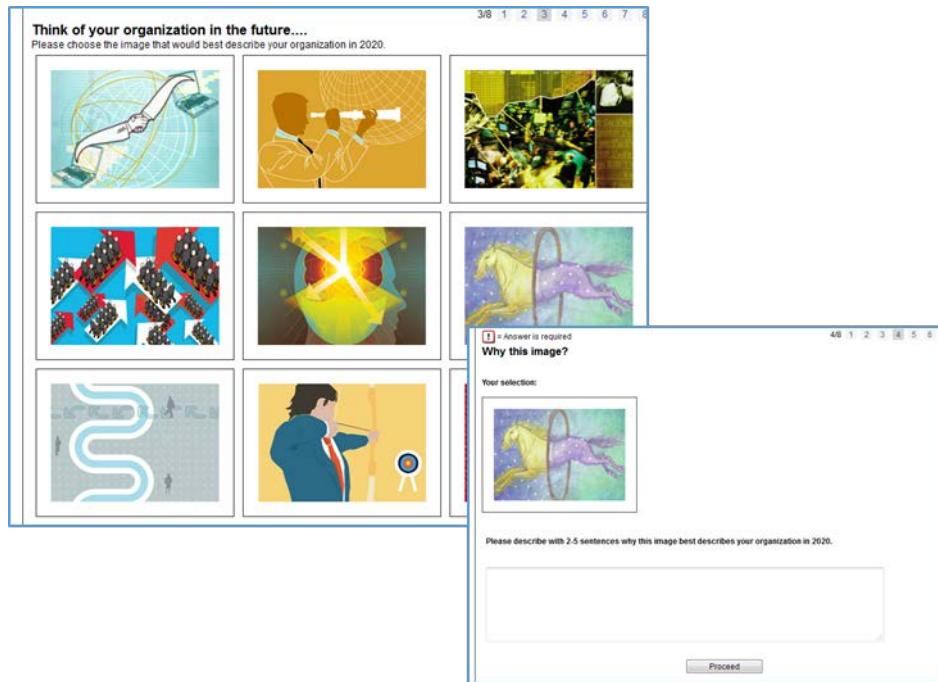 3/8 1 2 3 4 5 6 7 8
Think of your organization in the future....
Please choose the image that would best describe your organization in 2020.
! = Answer is required
4/8 1 2 3 4 5 6
Why this image?
Your selection:
Please describe with 2-5 sentences why this image best describes your organization in 2020.
Proceed